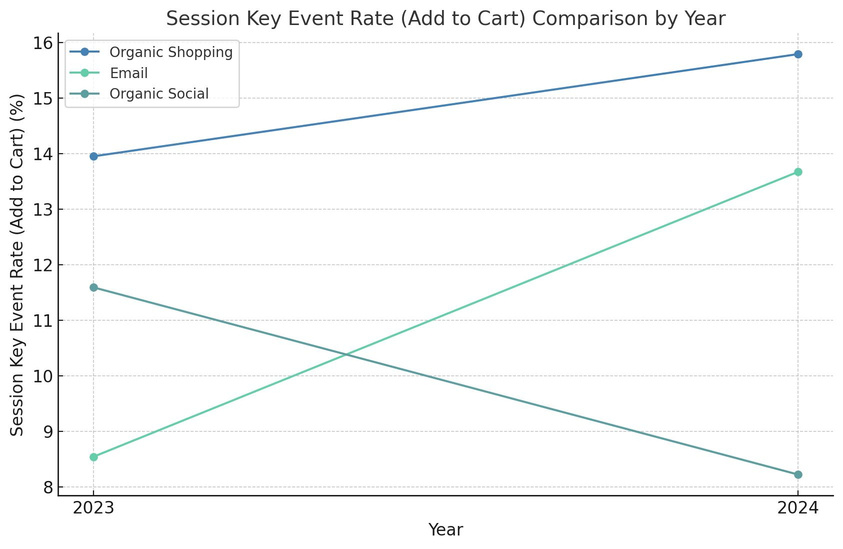 Session Key Event Rate (Add to Cart) Comparison by Year
Session Key Event Rate (Add to Cart) (%)
16
15
14
13
12
11
10
9
8
Organic Shopping
Email
Organic Social
2023
2024
Year